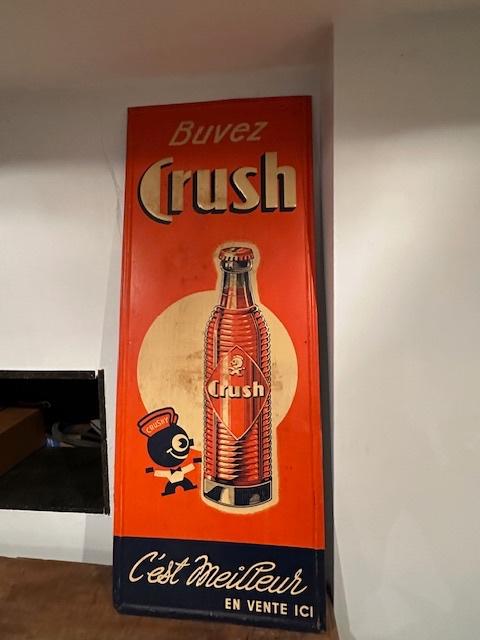 Buvez
Crush
Crush
CRUSHY
C'est Meilleur
EN VENTE ICI